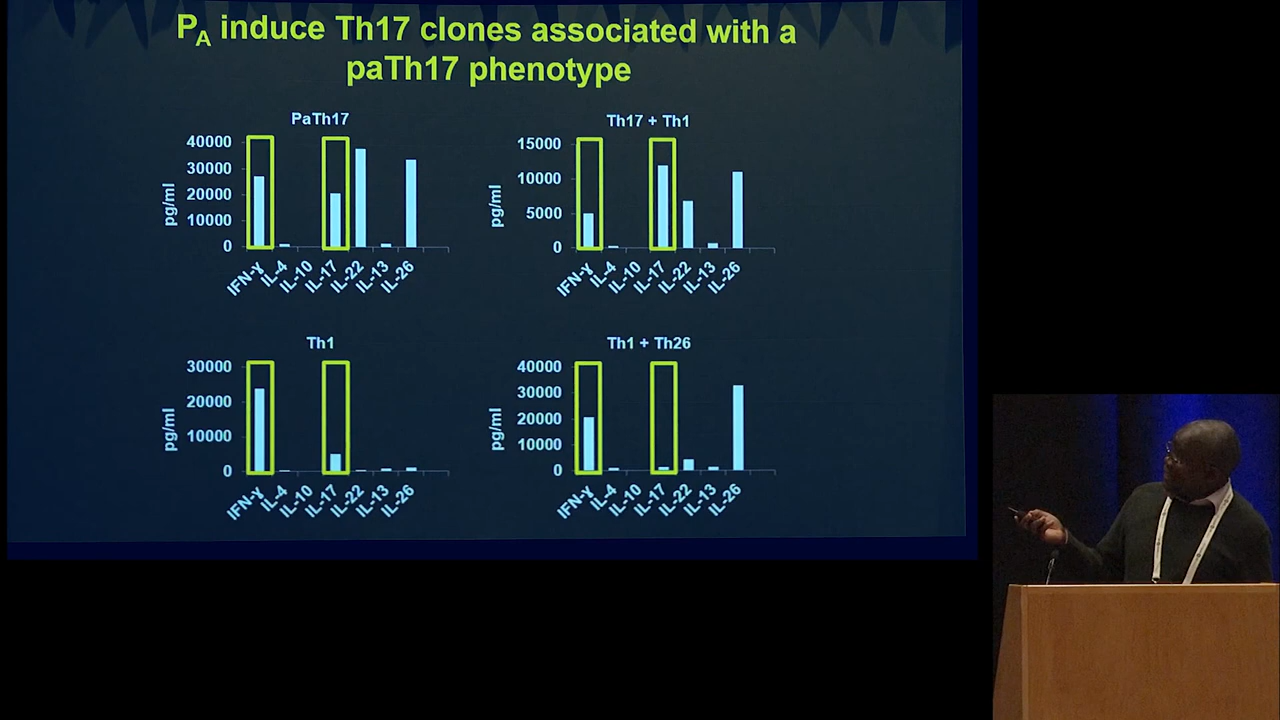 P_A induce Th17 clones associated with a
paTh17 phenotype
PaTh17
40000
30000
20000
10000
0
pg/ml
IFN-γ
IL-4
IL-10
IL-17
IL-22
IL-13
IL-26
Th17 + Th1
15000
10000
5000
0
pg/ml
IFN-γ
IL-4
IL-10
IL-17
IL-22
IL-13
IL-26
Th1
30000
20000
10000
0
pg/ml
IFN-γ
IL-4
IL-10
IL-17
IL-22
IL-13
IL-26
Th1 + Th26
40000
30000
20000
10000
0
pg/ml
IFN-γ
IL-4
IL-10
IL-17
IL-22
IL-13
IL-26